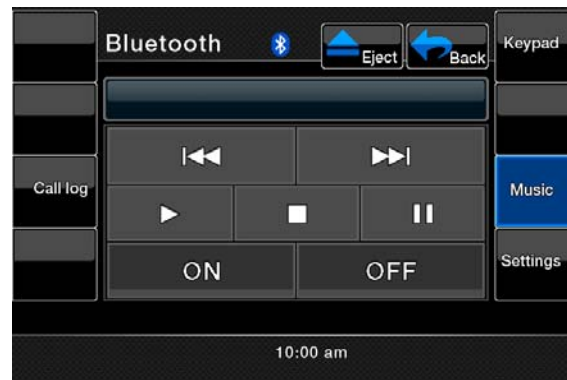 Bluetooth
Eject
Back
Keypad
Call log
Music
ON
OFF
Settings
10:00 am